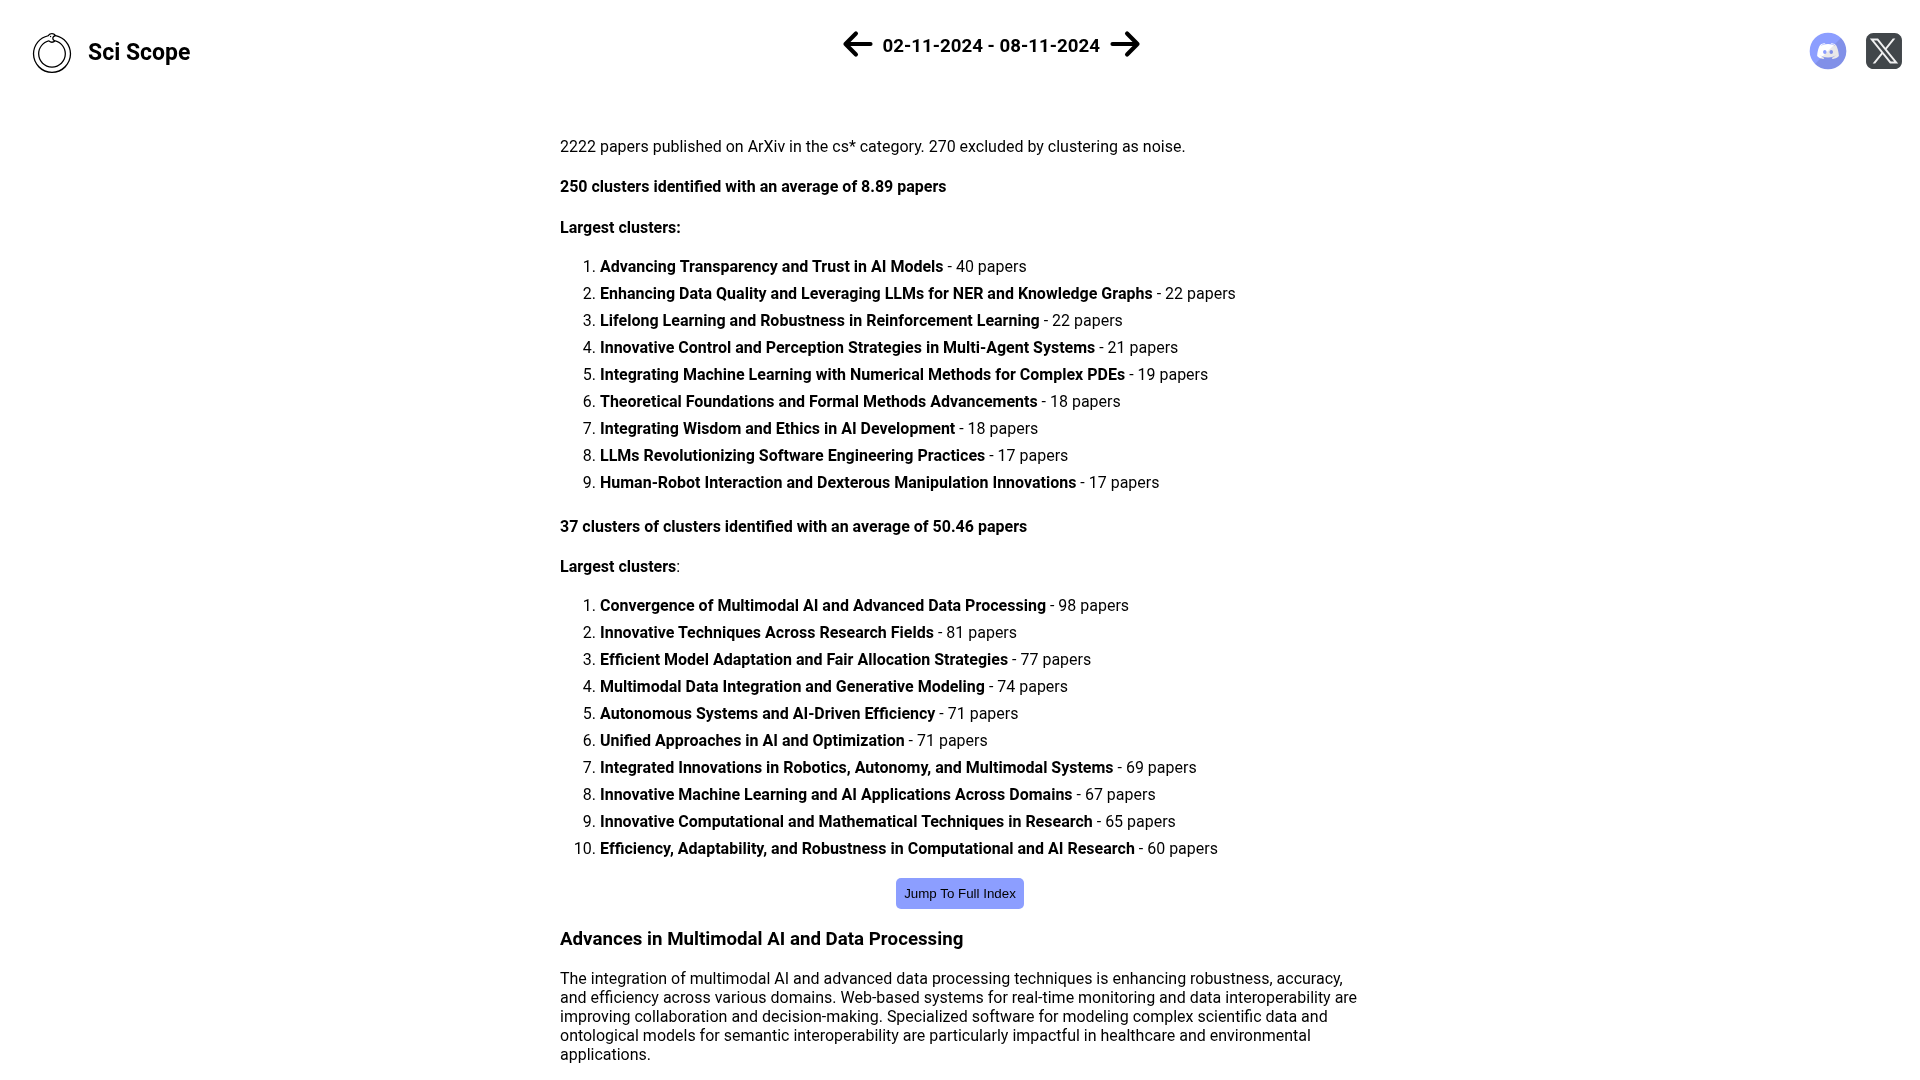 Sci Scope
02-11-2024 - 08-11-2024
2222 papers published on ArXiv in the cs* category. 270 excluded by clustering as noise.
250 clusters identified with an average of 8.89 papers
Largest clusters:
1. Advancing Transparency and Trust in AI Models - 40 papers
2. Enhancing Data Quality and Leveraging LLMs for NER and Knowledge Graphs - 22 papers
3. Lifelong Learning and Robustness in Reinforcement Learning - 22 papers
4. Innovative Control and Perception Strategies in Multi-Agent Systems - 21 papers
5. Integrating Machine Learning with Numerical Methods for Complex PDEs - 19 papers
6. Theoretical Foundations and Formal Methods Advancements - 18 papers
7. Integrating Wisdom and Ethics in AI Development - 18 papers
8. LLMs Revolutionizing Software Engineering Practices - 17 papers
9. Human-Robot Interaction and Dexterous Manipulation Innovations - 17 papers
37 clusters of clusters identified with an average of 50.46 papers
Largest clusters:
1. Convergence of Multimodal AI and Advanced Data Processing - 98 papers
2. Innovative Techniques Across Research Fields - 81 papers
3. Efficient Model Adaptation and Fair Allocation Strategies - 77 papers
4. Multimodal Data Integration and Generative Modeling - 74 papers
5. Autonomous Systems and AI-Driven Efficiency - 71 papers
6. Unified Approaches in AI and Optimization - 71 papers
7. Integrated Innovations in Robotics, Autonomy, and Multimodal Systems - 69 papers
8. Innovative Machine Learning and AI Applications Across Domains - 67 papers
9. Innovative Computational and Mathematical Techniques in Research - 65 papers
10. Efficiency, Adaptability, and Robustness in Computational and AI Research - 60 papers
Jump To Full Index
Advances in Multimodal AI and Data Processing
The integration of multimodal AI and advanced data processing techniques is enhancing robustness, accuracy,
and efficiency across various domains. Web-based systems for real-time monitoring and data interoperability are
improving collaboration and decision-making. Specialized software for modeling complex scientific data and
ontological models for semantic interoperability are particularly impactful in healthcare and environmental
applications.